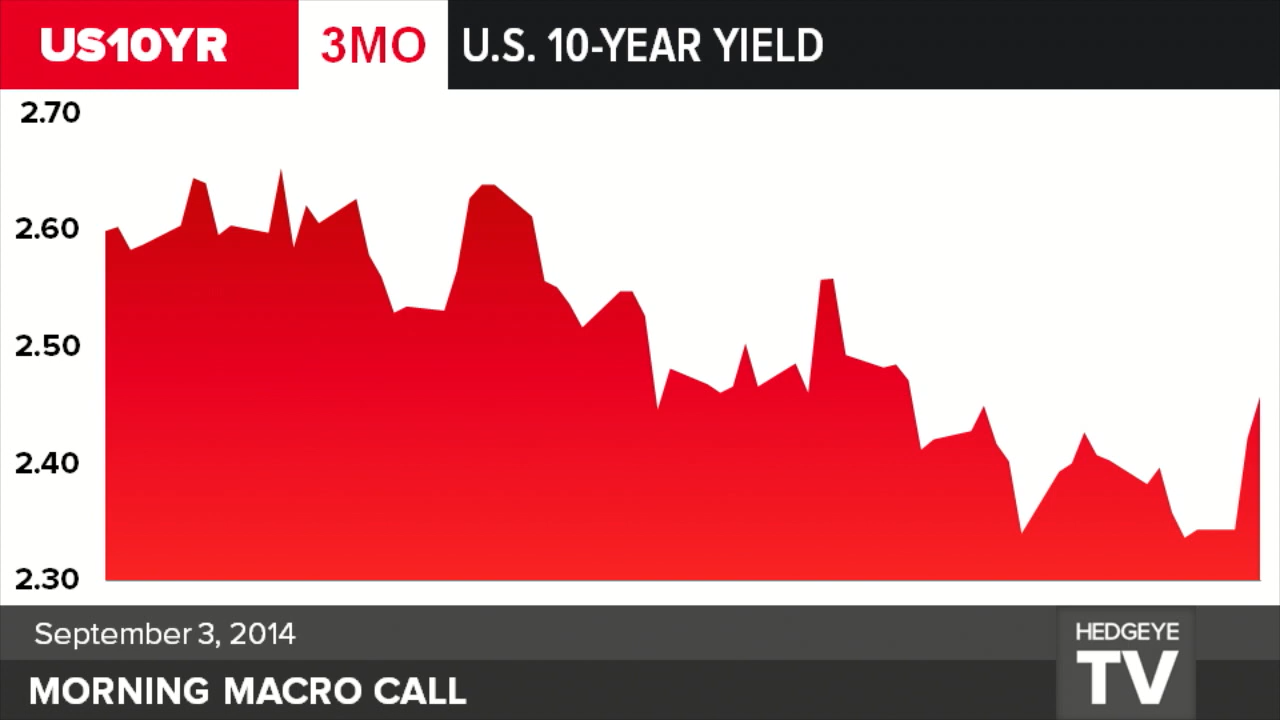 US10YR 3MO U.S. 10-YEAR YIELD
2.70
2.60
2.50
2.40
2.30
September 3, 2014
MORNING MACRO CALL
HEDGEYE
TV